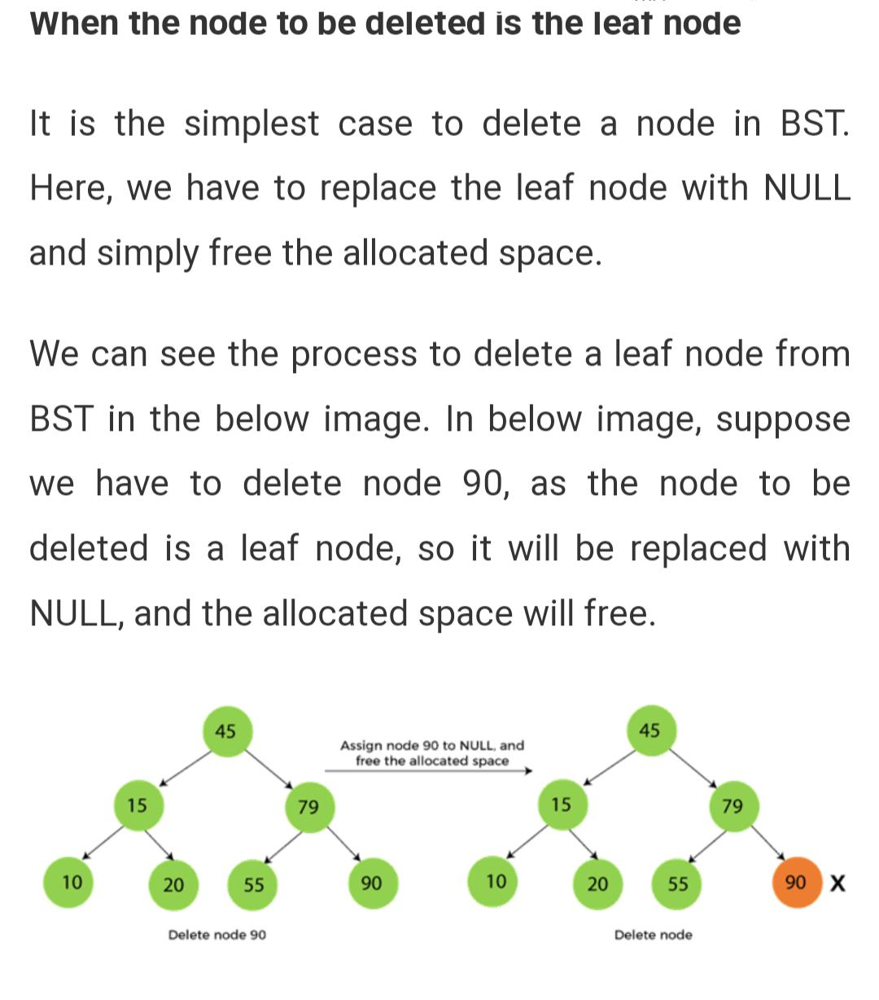 When the node to be deleted is the leaf node
It is the simplest case to delete a node in BST.
Here, we have to replace the leaf node with NULL
and simply free the allocated space.
We can see the process to delete a leaf node from
BST in the below image. In below image, suppose
we have to delete node 90, as the node to be
deleted is a leaf node, so it will be replaced with
NULL, and the allocated space will free.
45
15
79
10
20
55
90
Delete node 90
Assign node 90 to NULL, and
free the allocated space
45
15
79
10
20
55
90
X
Delete node